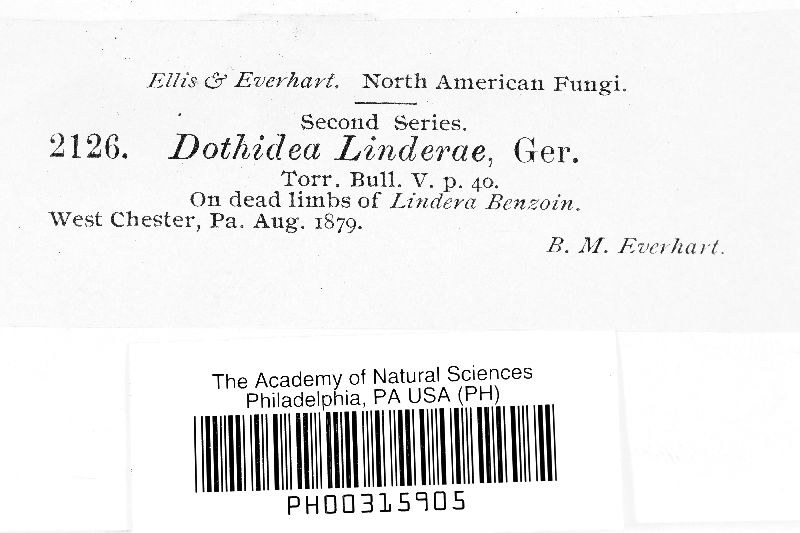 Ellis & Everhart. North American Fungi.
Second Series.
2126. Dothidea Linderae, Ger.
Torr. Bull. V. p. 40.
On dead limbs of Lindera Benzoin.
West Chester, Pa. Aug. 1879.
B. M. Everhart.
The Academy of Natural Sciences
Philadelphia, PA USA (PH)
PH00315905